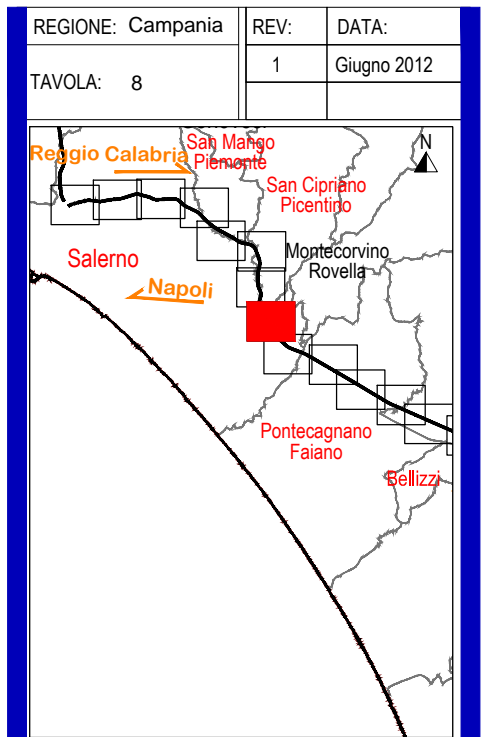 REGIONE: Campania
REV:
DATA:
1
Giugno 2012
TAVOLA: 8
Reggio Calabria
San Mango
Piemonte
N
San Cipriano
Picentino
Salerno
Montecorvino
Rovella
Napoli
Pontecagnano
Faiano
Bellizzi